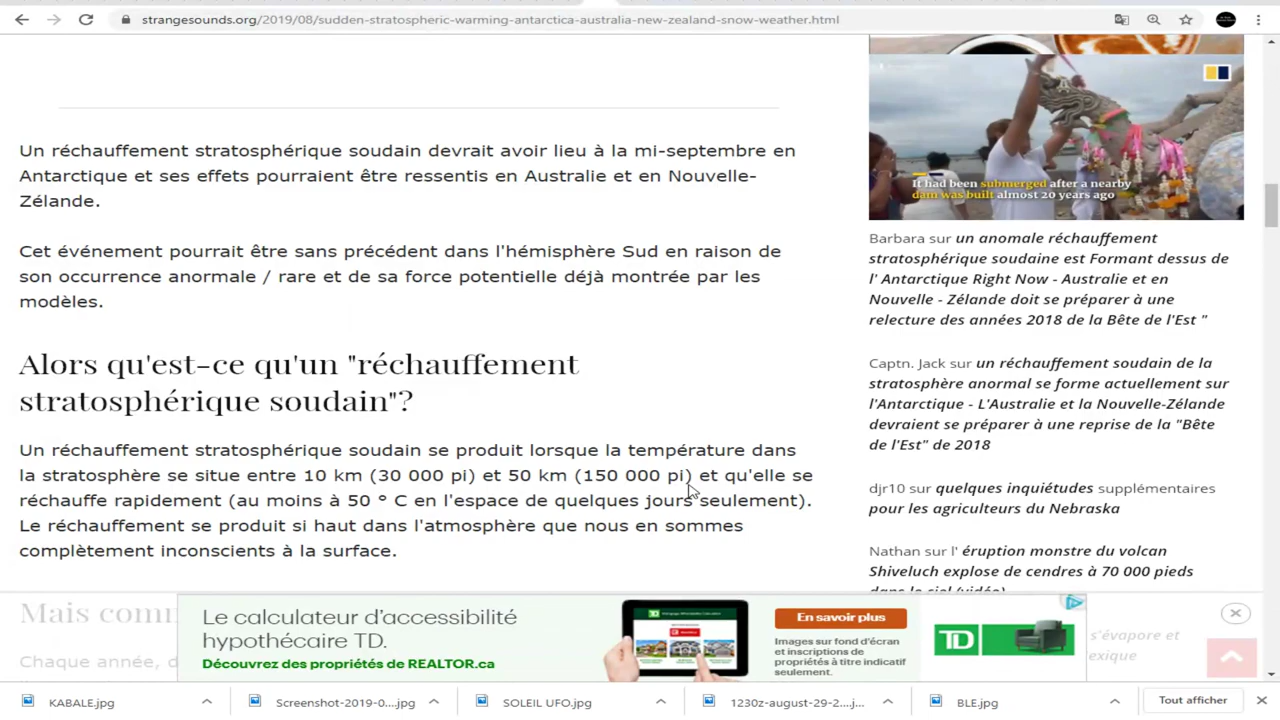 strangesounds.org/2019/08/sudden-stratospheric-warming-antarctica-australia-new-zealand-snow-weather.html
Un réchauffement stratosphérique soudain devrait avoir lieu à la mi-septembre en
Antarctique et ses effets pourraient être ressentis en Australie et en Nouvelle-
Zélande.
Cet événement pourrait être sans précédent dans l'hémisphère Sud en raison de
son occurrence anormale / rare et de sa force potentielle déjà montrée par les
modèles.
Alors qu'est-ce qu'un "réchauffement
stratosphérique soudain"?
Un réchauffement stratosphérique soudain se produit lorsque la température dans
la stratosphère se situe entre 10 km (30 000 pi) et 50 km (150 000 pi) et qu'elle se
réchauffe rapidement (au moins à 50 ° C en l'espace de quelques jours seulement).
Le réchauffement se produit si haut dans l'atmosphère que nous en sommes
complètement inconscients à la surface.
Mais com
Chaque année, d
It had been submerged after a nearby
dam was built almost 20 years ago
Barbara sur un anomale réchauffement
stratosphérique soudaine est Formant dessus de
l' Antarctique Right Now - Australie et en
Nouvelle - Zélande doit se préparer à une
relecture des années 2018 de la Bête de l'Est "
Captn. Jack sur un réchauffement soudain de la
stratosphère anormal se forme actuellement sur
l'Antarctique - L'Australie et la Nouvelle-Zélande
devraient se préparer à une reprise de la "Bête
de l'Est" de 2018
djr10 sur quelques inquiétudes supplémentaires
pour les agriculteurs du Nebraska
Nathan sur l' éruption monstre du volcan
Shiveluch explose de cendres à 70 000 pieds
dans le ciel (vidéo)
s'évapore et
exique
Le calculateur d'accessibilité
hypothécaire TD.
Découvrez des propriétés de REALTOR.ca
En savoir plus
Images sur fond d'écran
et inscriptions de
propriétés à titre indicatif
seulement.
TD
KABALE.jpg
Screenshot-2019-0....jpg
SOLEIL UFO.jpg
1230z-august-29-2....j...
BLE.jpg
Tout afficher